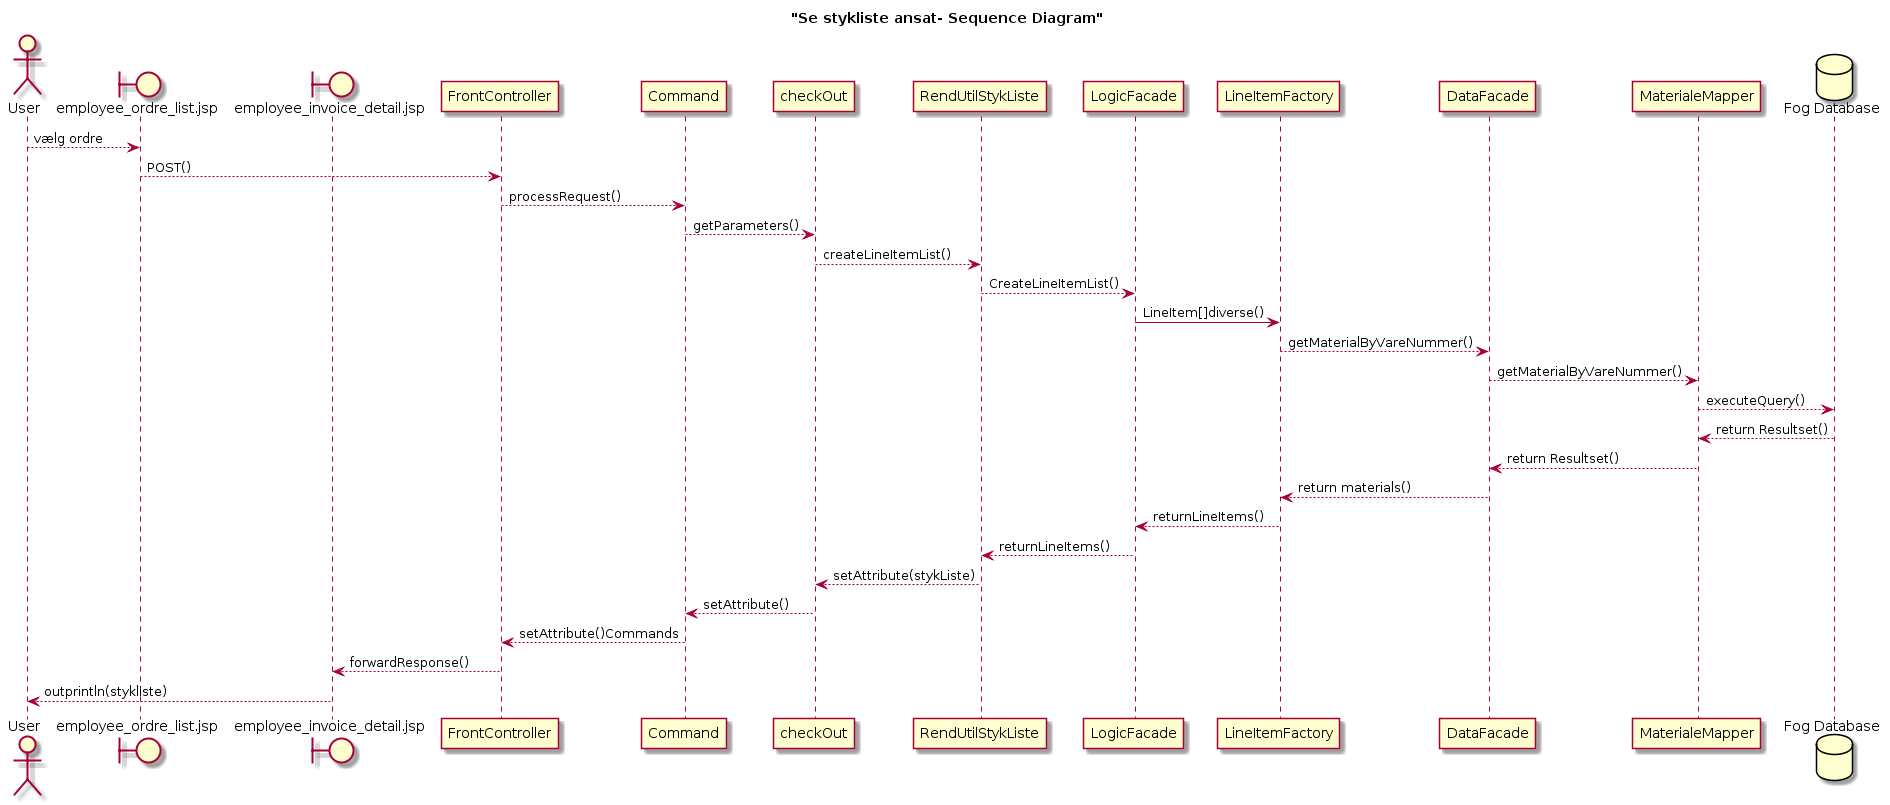 "Se stykliste ansat- Sequence Diagram"
User
employee_ordre_list.jsp
employee_invoice_detail.jsp
FrontController
Command
checkOut
RendUtilStykListe
LogicFacade
LineItemFactory
DataFacade
MaterialeMapper
Fog Database
vælg ordre
POST()
processRequest()
getParameters()
createLineItemList()
CreateLineItemList()
LineItem[]diverse()
getMaterialByVareNummer()
getMaterialByVareNummer()
executeQuery()
return Resultset()
return Resultset()
return materials()
returnLineItems()
returnLineItems()
setAttribute(stykListe)
setAttribute()
setAttribute()Commands
forwardResponse()
outprintln(stykliste)
User
employee_ordre_list.jsp
employee_invoice_detail.jsp
FrontController
Command
checkOut
RendUtilStykListe
LogicFacade
LineItemFactory
DataFacade
MaterialeMapper
Fog Database